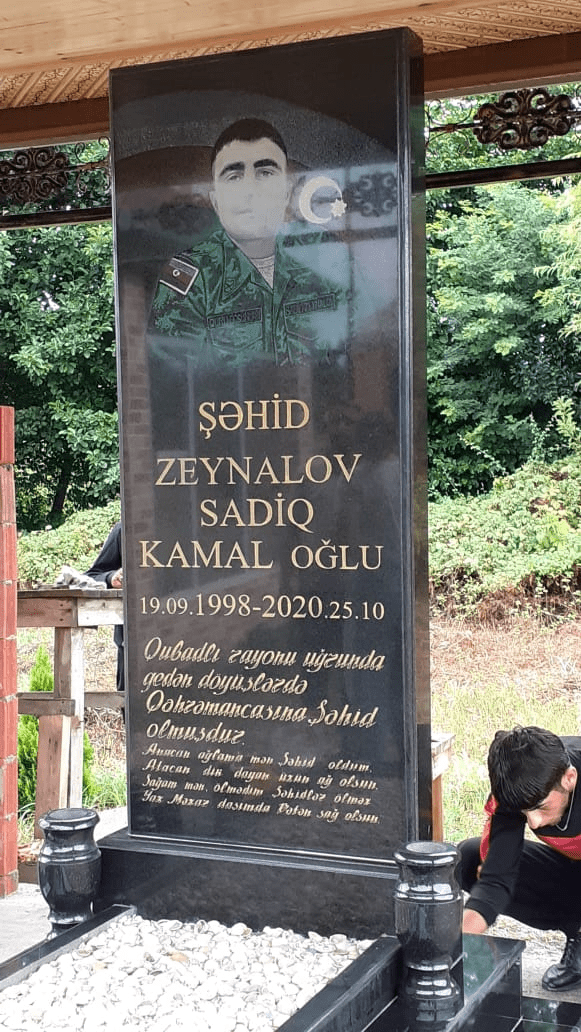 ŞƏHİD
ZEYNALOV
SADİQ
KAMAL OĞLU
19.09.1998-2020.25.10
Qubadlı rayonu uğrunda
gedən döyüşlərdə
Qəhrəmancasına Şəhid
olmuşdur.
Anacan ağlama mən Şəhid oldum.
Atacan dik dayan üzün ağ olsun.
Sağam mən, ölmədim Şəhidlər ölməz
Yaz Məzar daşımda Vətən sağ olsun.